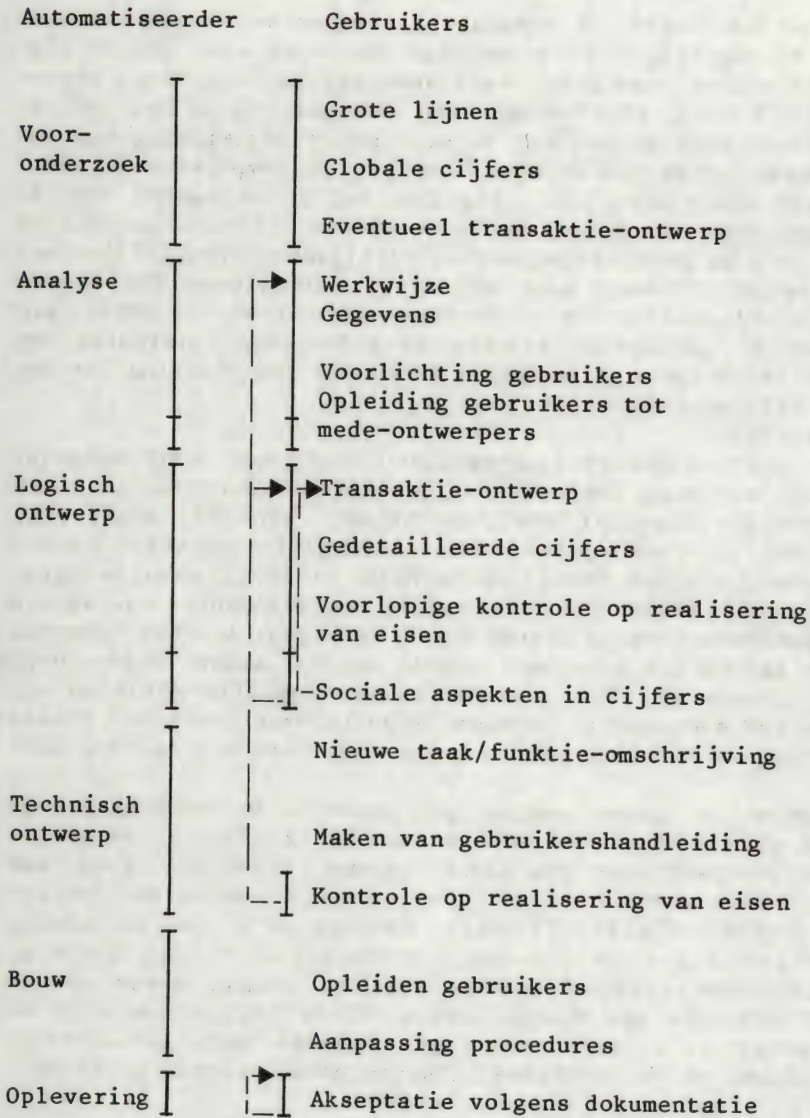 Automatiseerder Gebruikers
Grote lijnen
Voor-
onderzoek
Globale cijfers
Eventueel transaktie-ontwerp
Analyse Werkwijze
Gegevens
Voorlichting gebruikers
Opleiding gebruikers tot
mede-ontwerpers
Logisch Transaktie-ontwerp
ontwerp
Gedetailleerde cijfers
Voorlopige kontrole op realisering
van eisen
Sociale aspekten in cijfers
Nieuwe taak/funktie-omschrijving
Technisch
ontwerp
Maken van gebruikershandleiding
Kontrole op realisering van eisen
Bouw Opleiden gebruikers
Aanpassing procedures
Oplevering Akseptatie volgens dokumentatie